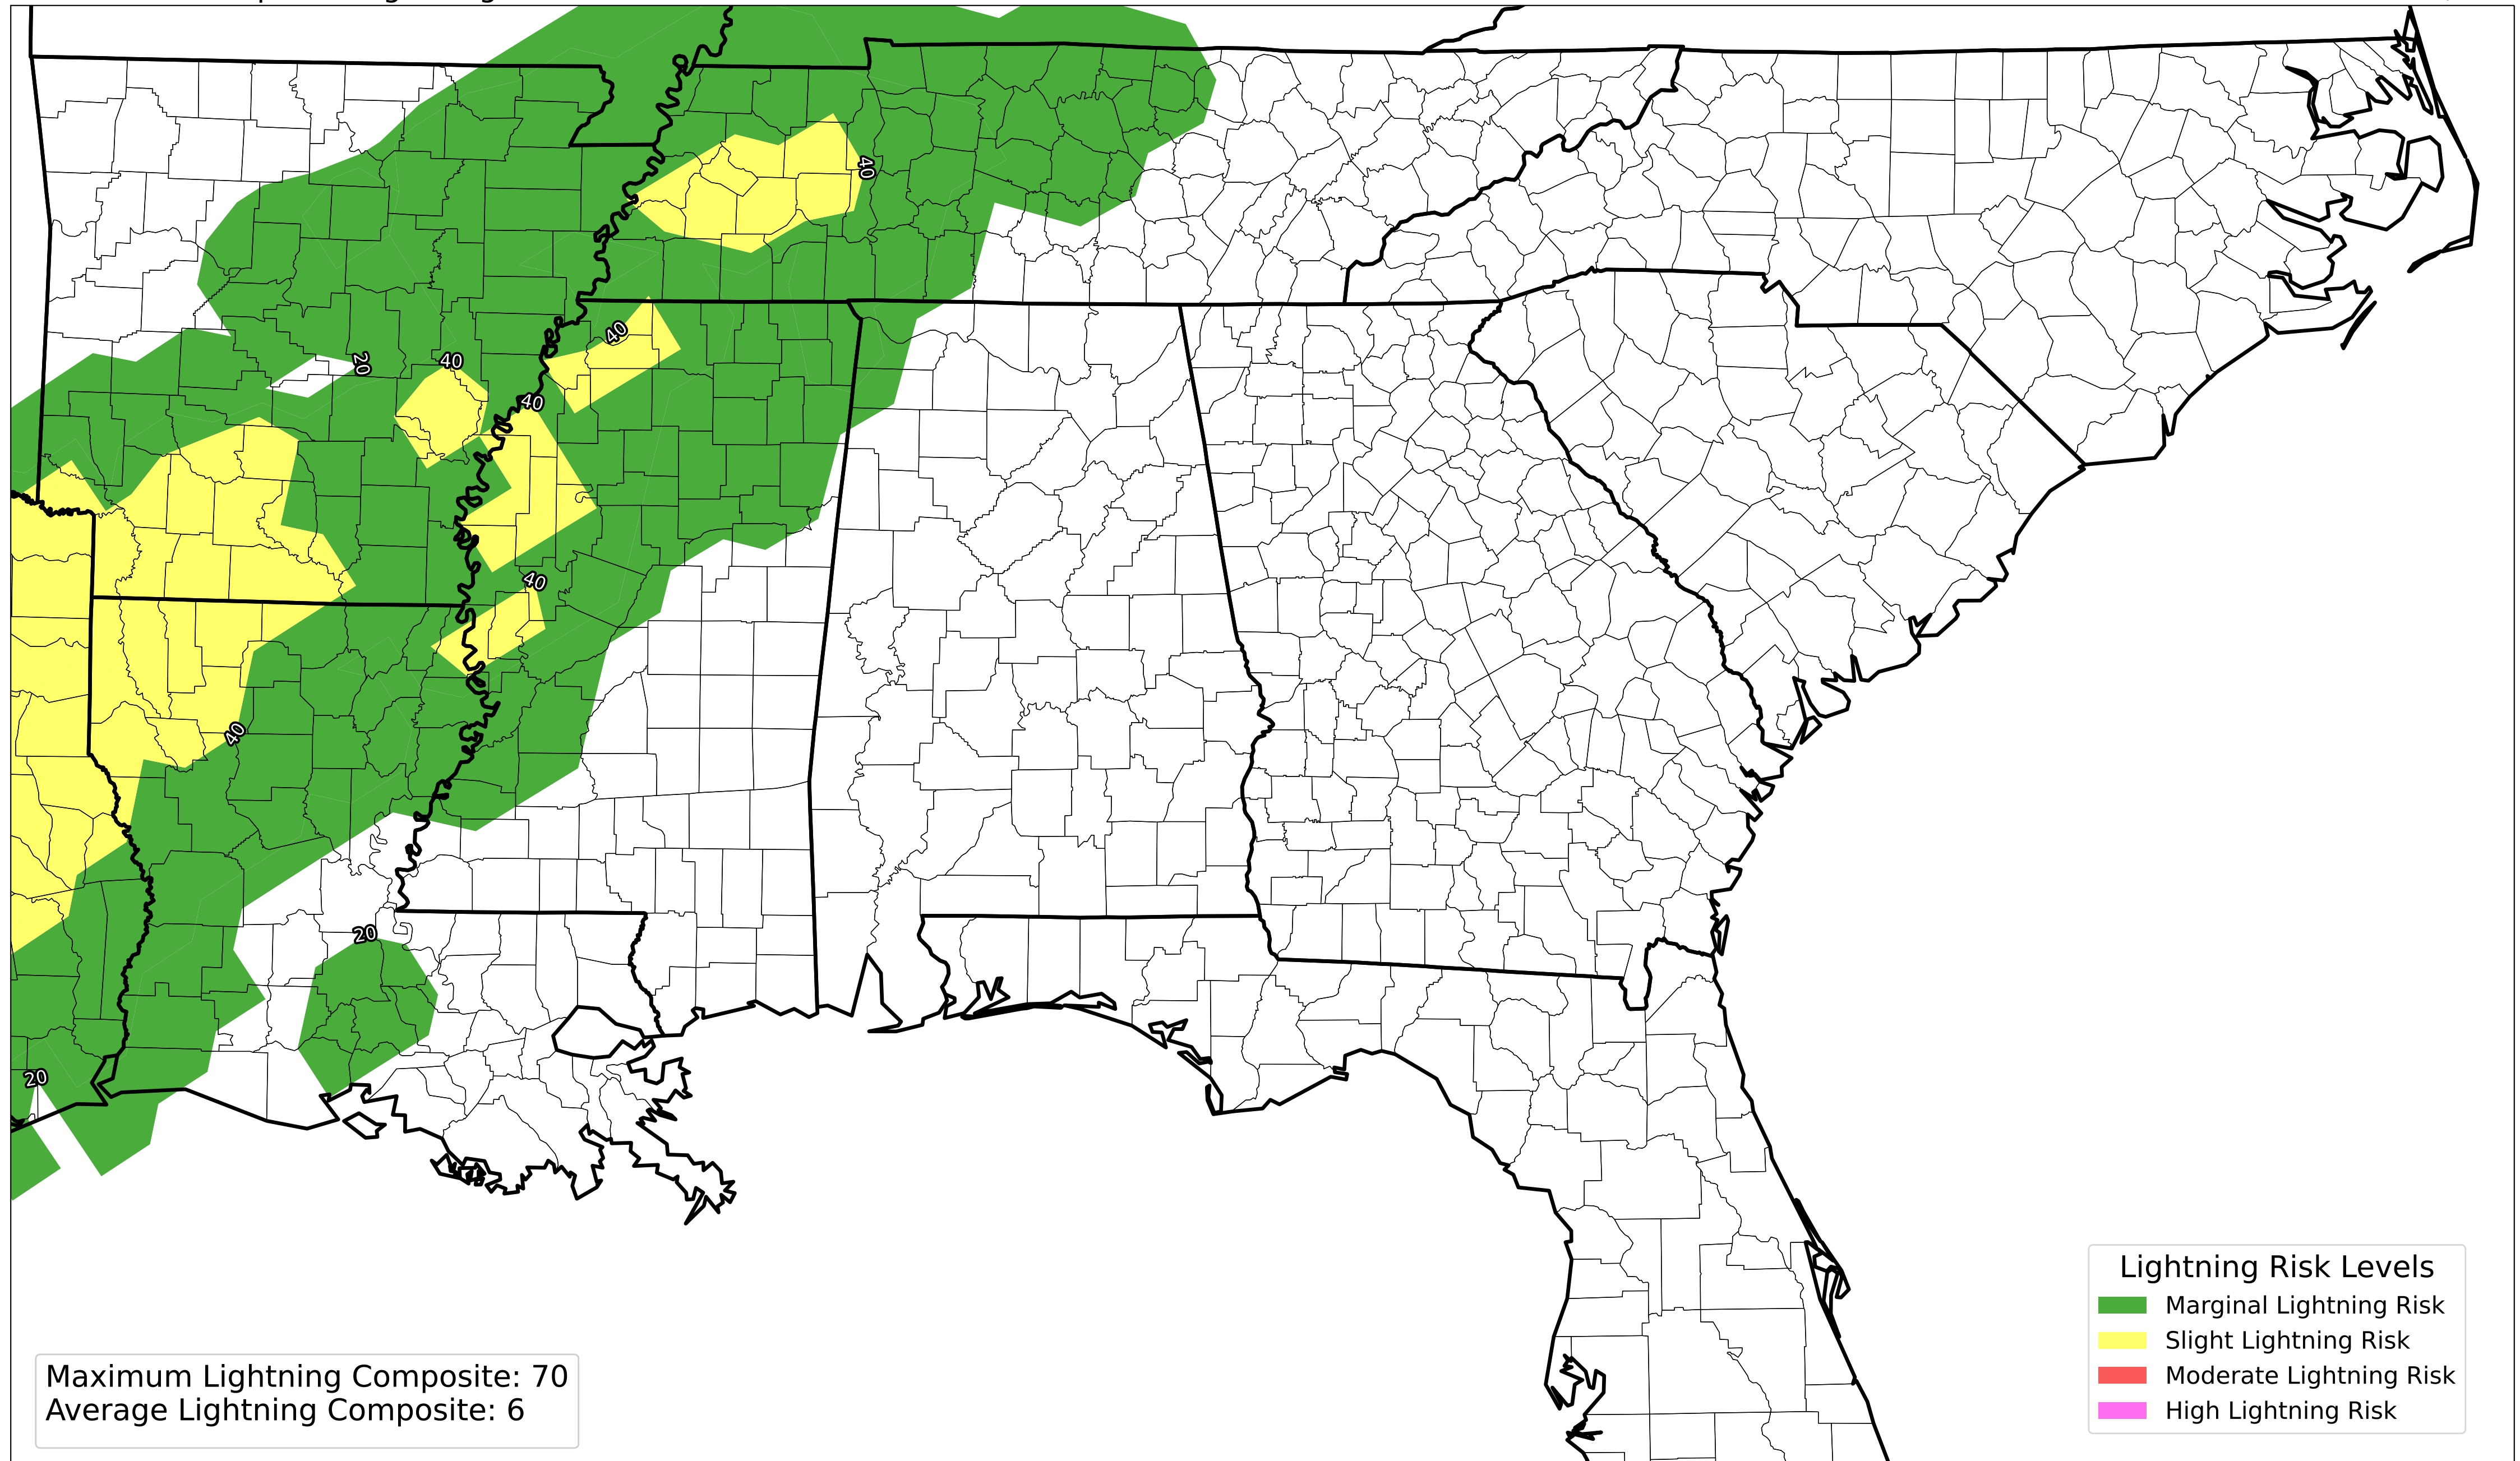 40
40
40
20
40
40
40
20
20
Lightning Risk Levels
Marginal Lightning Risk
Slight Lightning Risk
Moderate Lightning Risk
High Lightning Risk
Maximum Lightning Composite: 70
Average Lightning Composite: 6